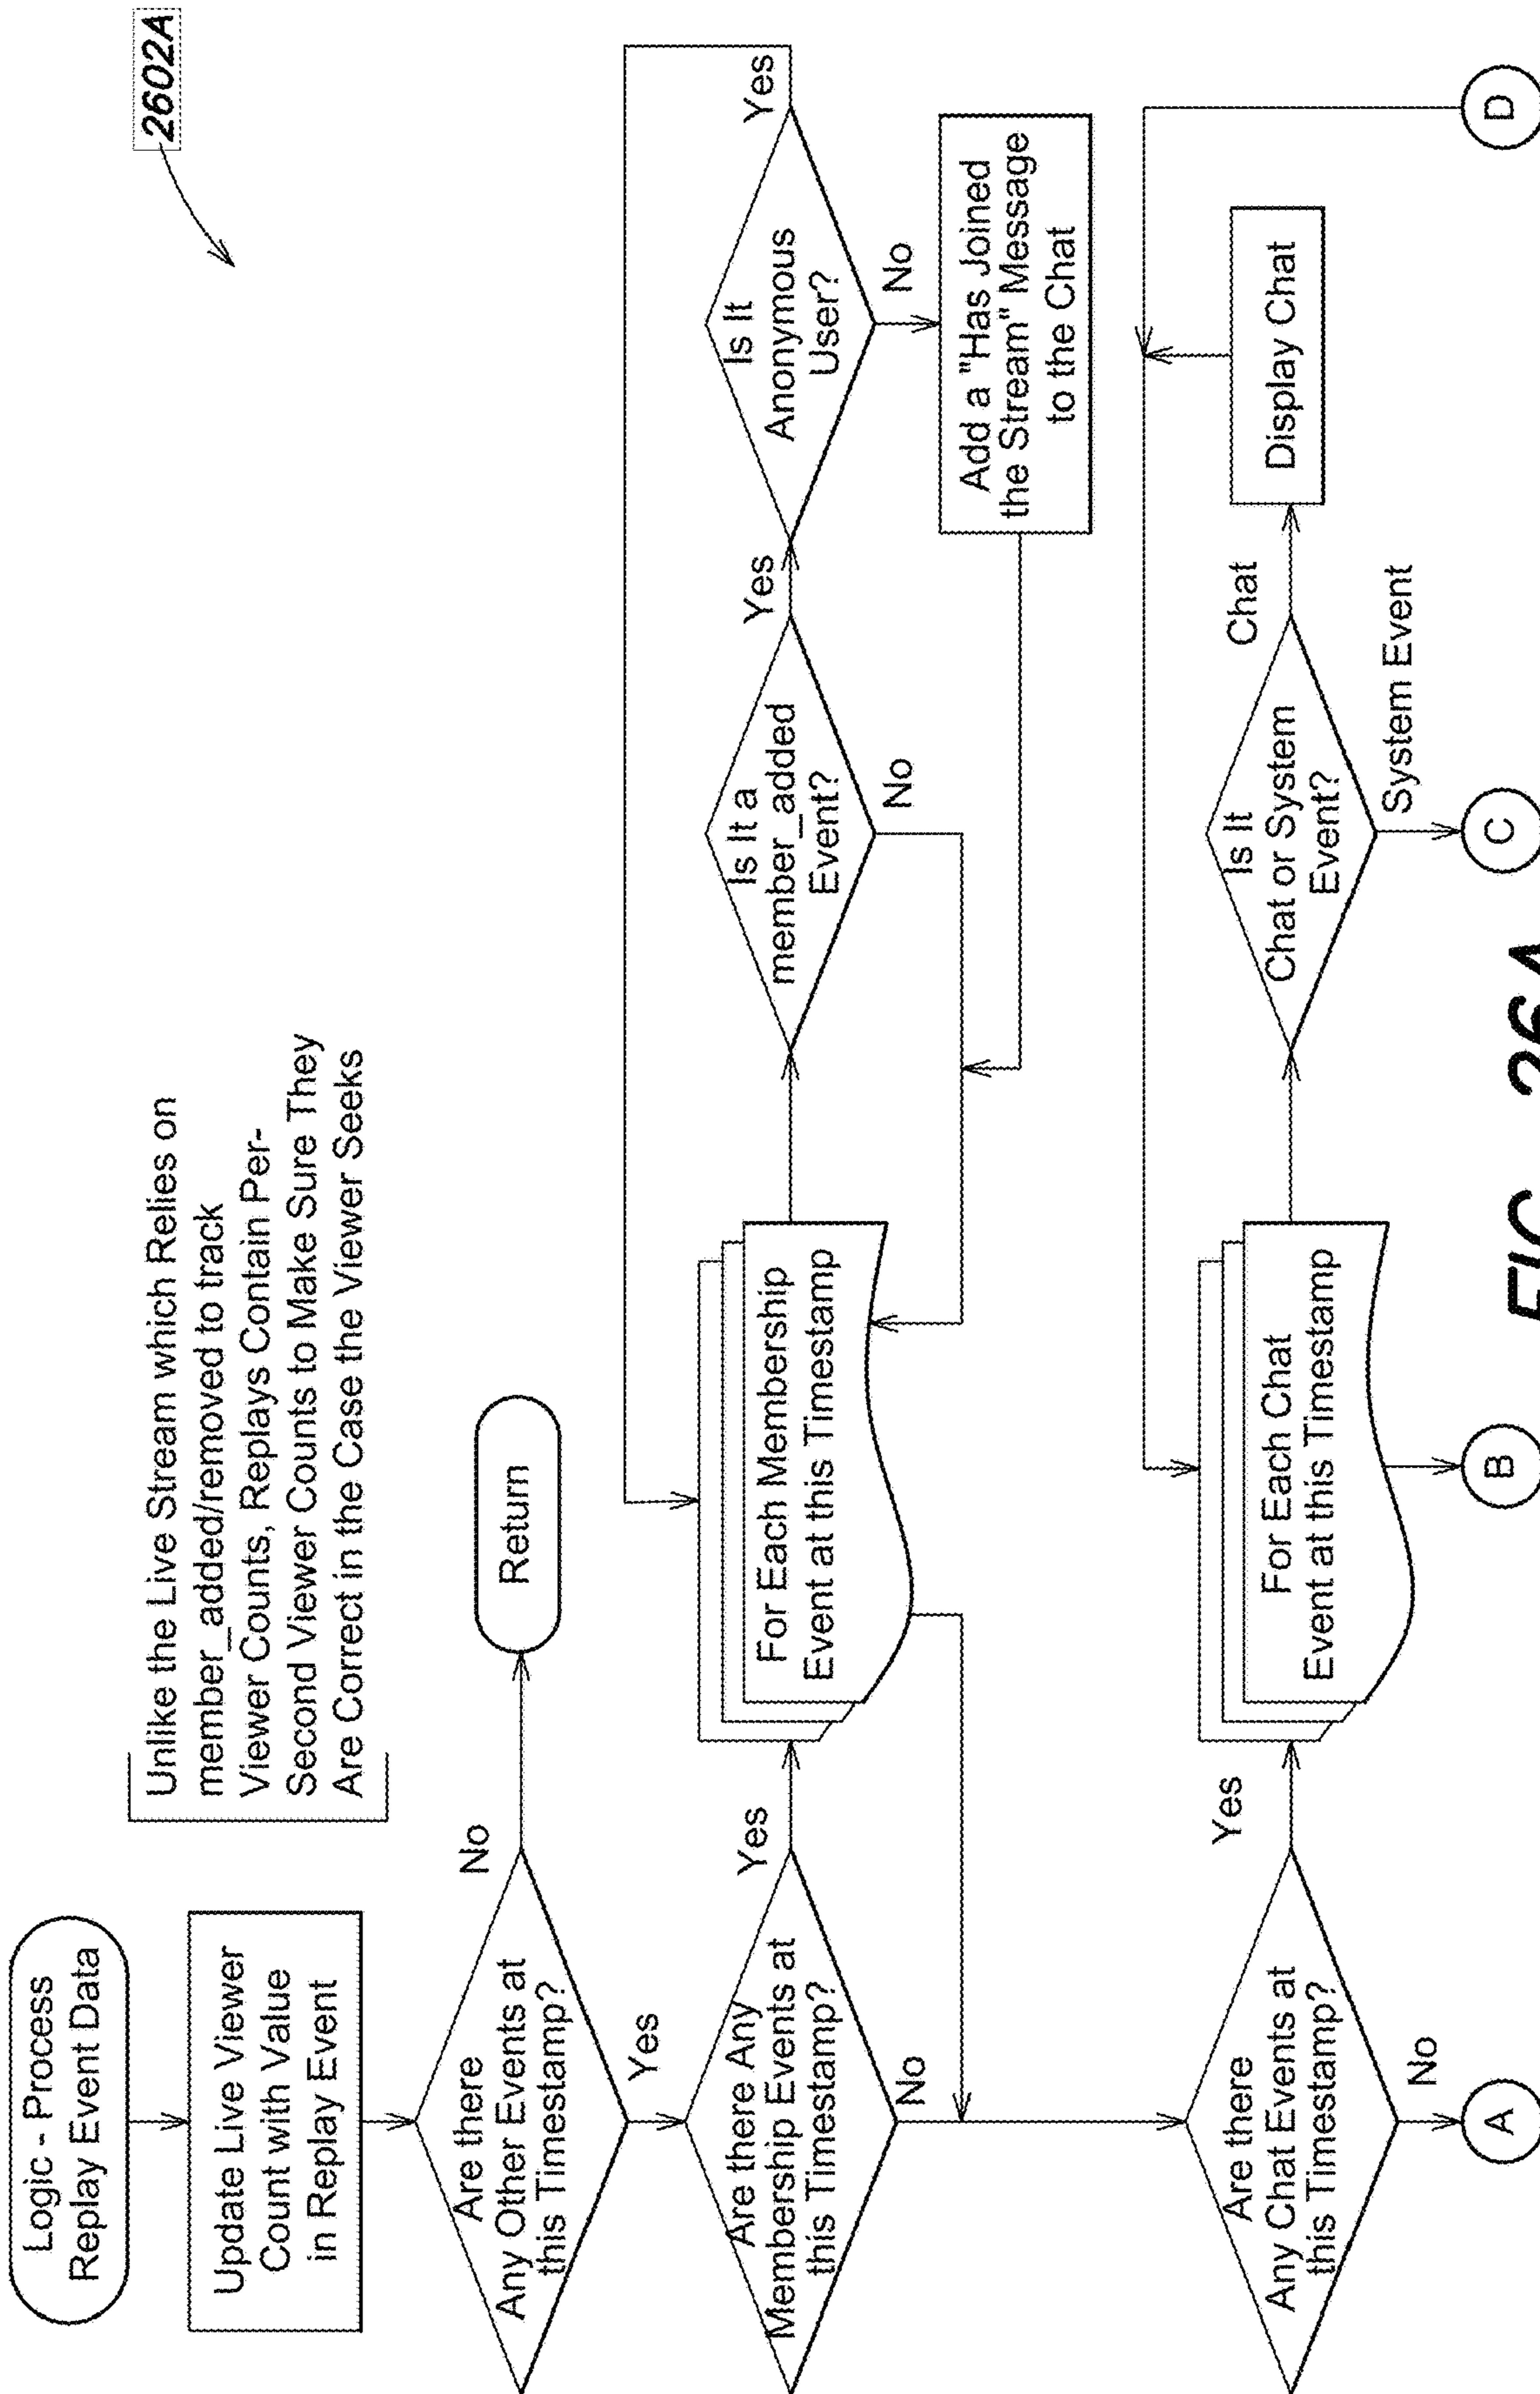 2602A
Logic - Process
Replay Event Data
Update Live Viewer
Count with Value
in Replay Event
Unlike the Live Stream which Relies on
member_added/removed to track
Viewer Counts, Replays Contain Per-
Second Viewer Counts to Make Sure They
Are Correct in the Case the Viewer Seeks
Are there
Any Other Events at
this Timestamp?
No
Return
Yes
Are there Any
Membership Events at
this Timestamp?
Yes
No
For Each Membership
Event at this Timestamp
Is It a
member_added
Event?
Yes
No
Is It
Anonymous
User?
Yes
No
Add a "Has Joined
the Stream" Message
to the Chat
Are there
Any Chat Events at
this Timestamp?
Yes
No
For Each Chat
Event at this Timestamp
Is It
Chat or System
Event?
Chat
System Event
Display Chat
A
B
C
D
FIG. 26A